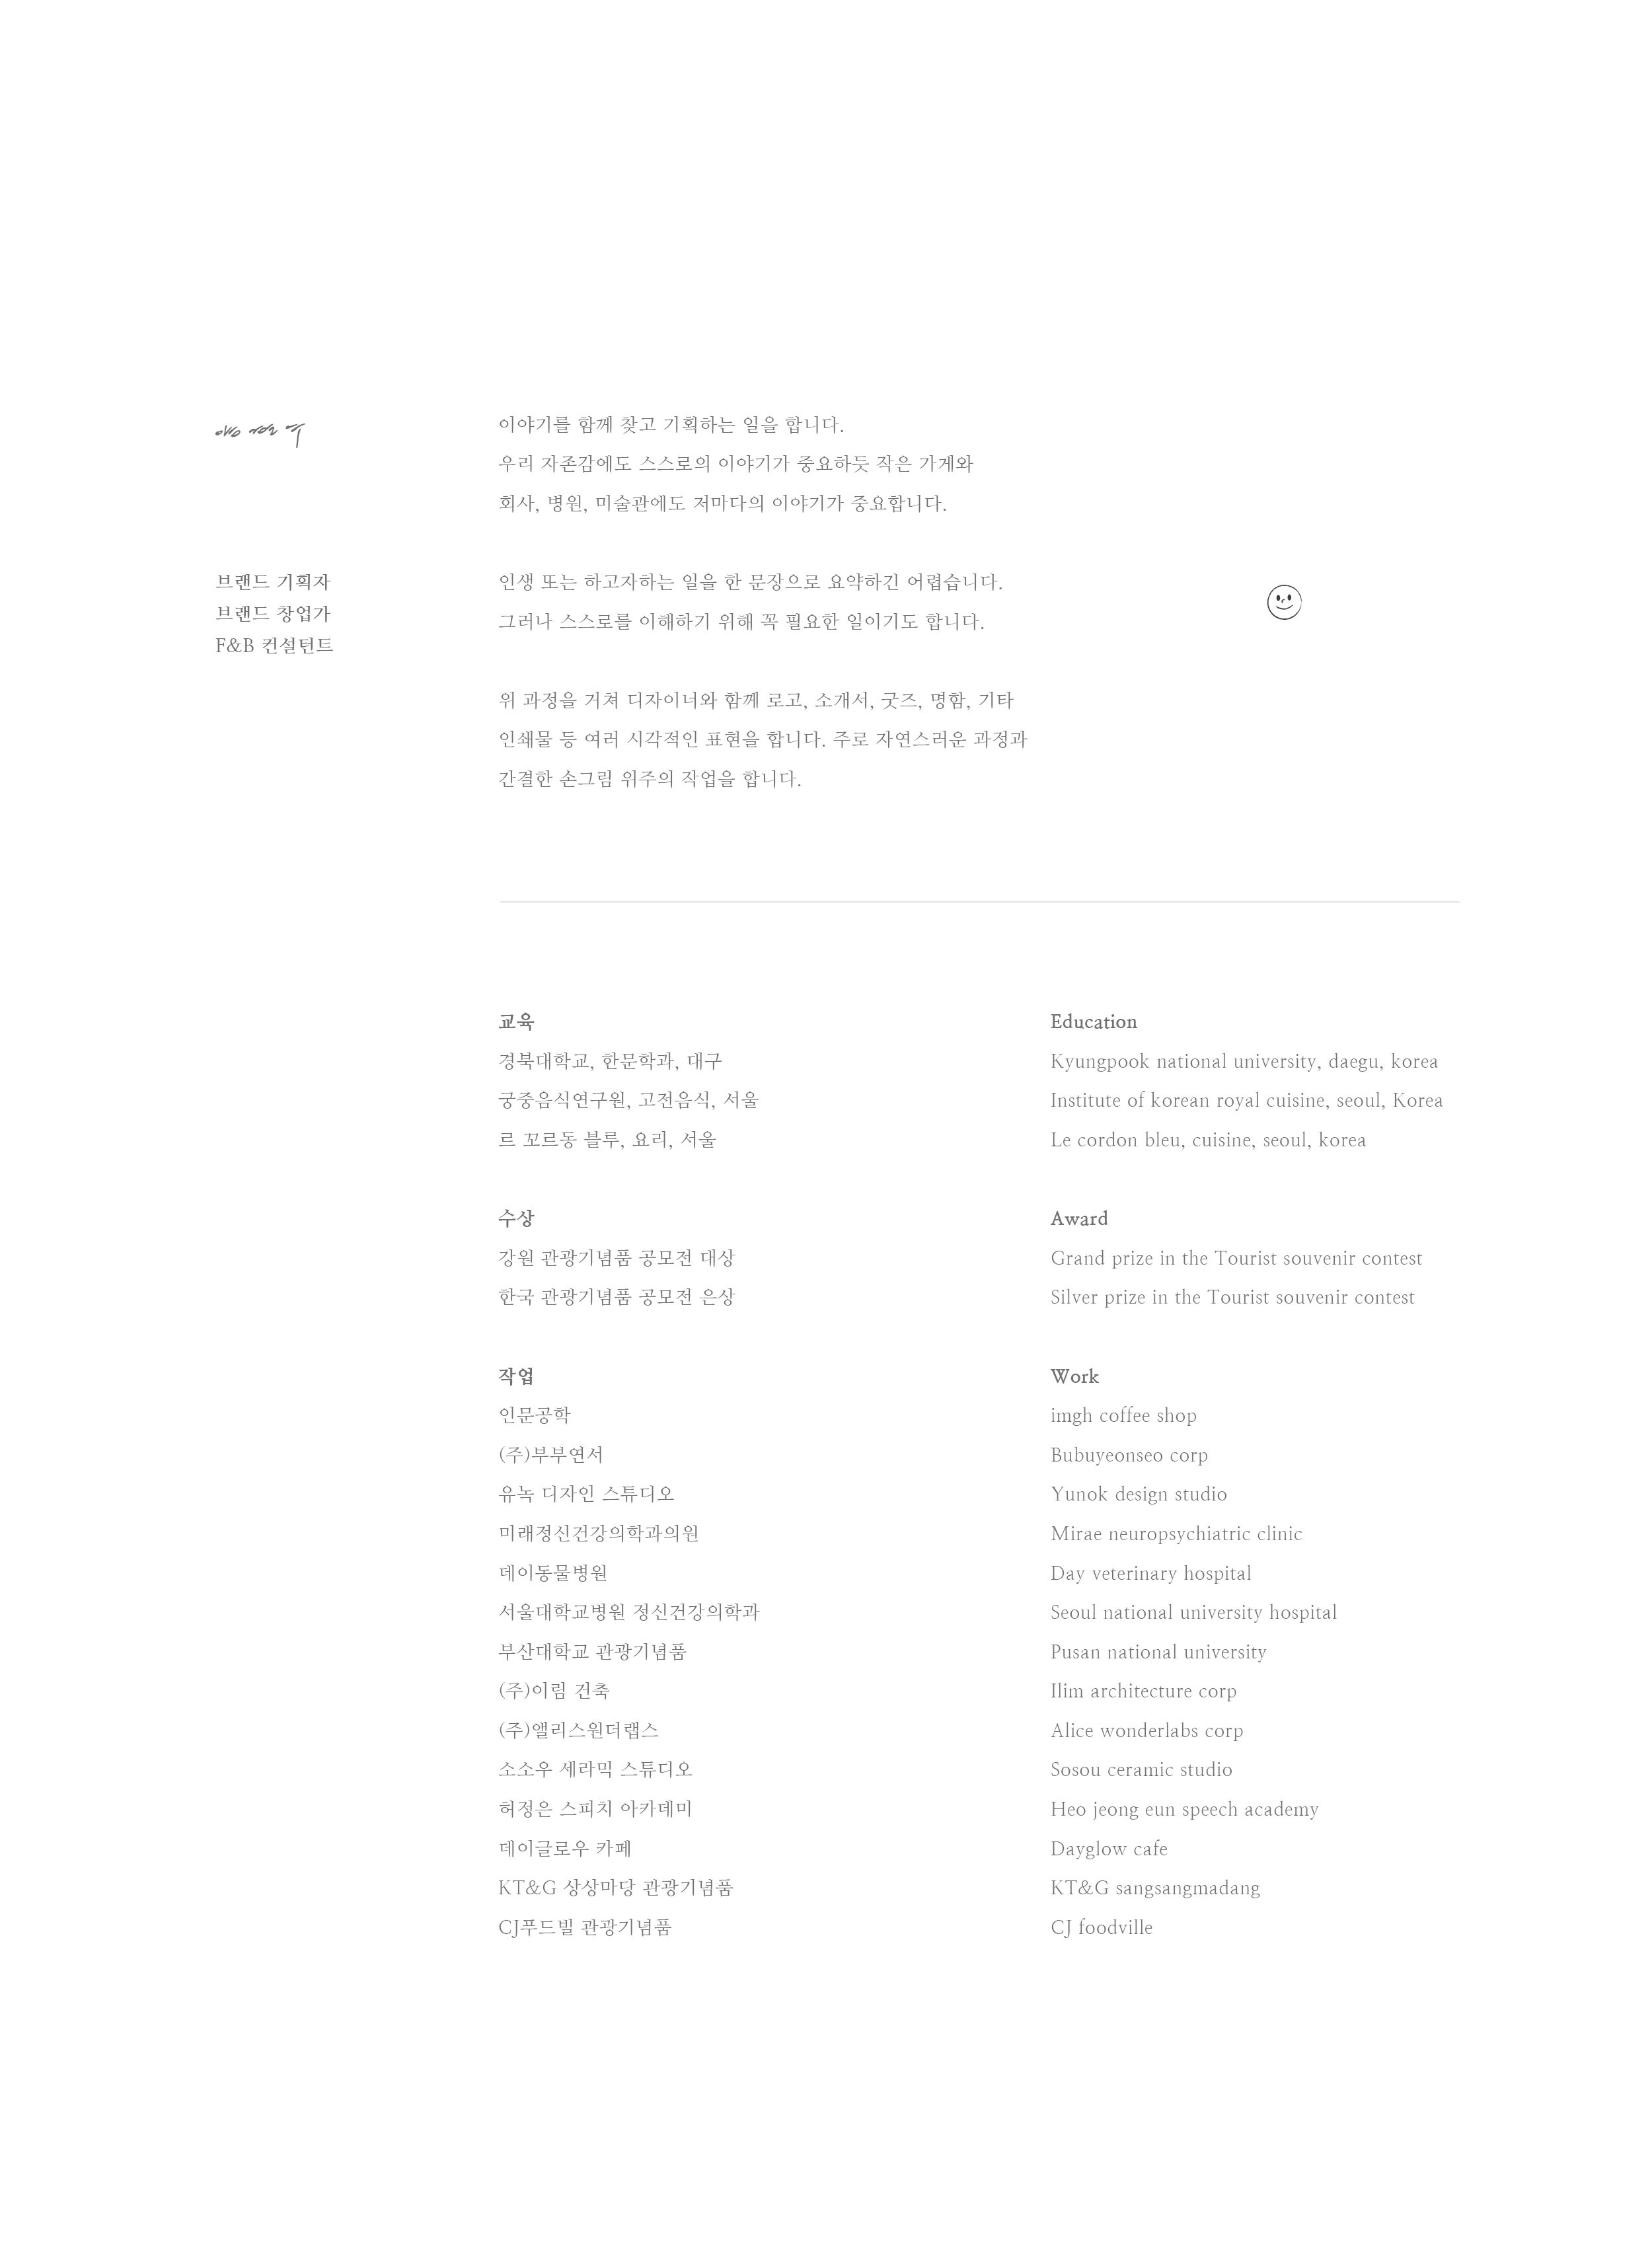 이야기를 함께 찾고 기획하는 일을 합니다.
우리 자존감에도 스스로의 이야기가 중요하듯 작은 가게와
회사, 병원, 미술관에도 저마다의 이야기가 중요합니다.
브랜드 기획자
브랜드 창업가
F&B 컨설턴트
인생 또는 하고자하는 일을 한 문장으로 요약하긴 어렵습니다.
그러나 스스로를 이해하기 위해 꼭 필요한 일이기도 합니다.
위 과정을 거쳐 디자이너와 함께 로고, 소개서, 굿즈, 명함, 기타
인쇄물 등 여러 시각적인 표현을 합니다. 주로 자연스러운 과정과
간결한 손그림 위주의 작업을 합니다.
교육
경북대학교, 한문학과, 대구
궁중음식연구원, 고전음식, 서울
르 꼬르동 블루, 요리, 서울
수상
강원 관광기념품 공모전 대상
한국 관광기념품 공모전 은상
작업
인문공학
(주)부부연서
유녹 디자인 스튜디오
미래정신건강의학과의원
데이동물병원
서울대학교병원 정신건강의학과
부산대학교 관광기념품
(주)이림 건축
(주)앨리스원더랩스
소소우 세라믹 스튜디오
허정은 스피치 아카데미
데이글로우 카페
KT&G 상상마당 관광기념품
CJ푸드빌 관광기념품
Education
Kyungpook national university, daegu, korea
Institute of korean royal cuisine, seoul, Korea
Le cordon bleu, cuisine, seoul, korea
Award
Grand prize in the Tourist souvenir contest
Silver prize in the Tourist souvenir contest
Work
imgh coffee shop
Bubuyeonseo corp
Yunok design studio
Mirae neuropsychiatric clinic
Day veterinary hospital
Seoul national university hospital
Pusan national university
Ilim architecture corp
Alice wonderlabs corp
Sosou ceramic studio
Heo jeong eun speech academy
Dayglow cafe
KT&G sangsangmadang
CJ foodville